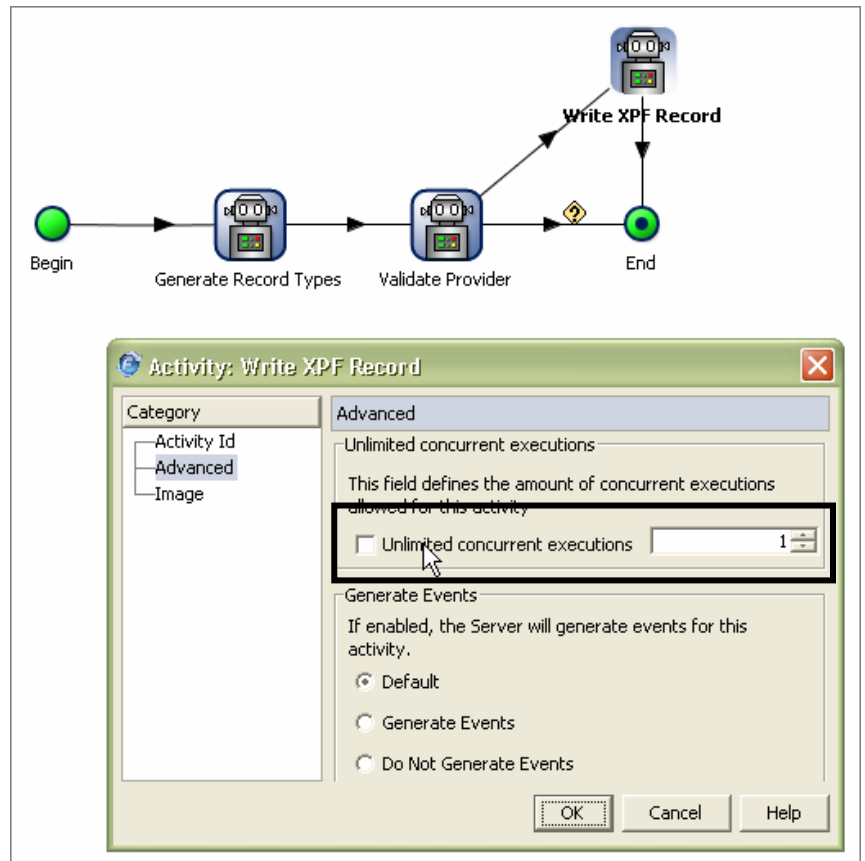 Write XPF Record
Begin
Generate Record Types
Validate Provider
End
Activity: Write XPF Record
Category
Activity Id
Advanced
Image
Advanced
Unlimited concurrent executions
This field defines the amount of concurrent executions
allowed for this activity
Unlimited concurrent executions 1
Generate Events
If enabled, the Server will generate events for this
activity.
Default
Generate Events
Do Not Generate Events
OK Cancel Help